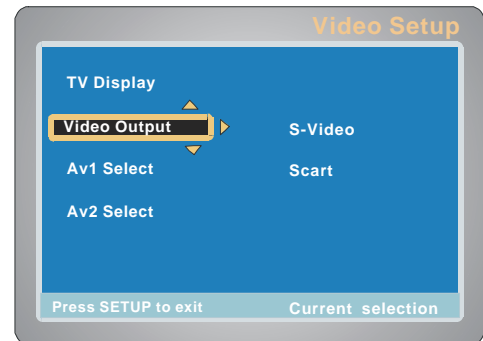 Video Setup
TV Display
Video Output S-Video
Av1 Select Scart
Av2 Select
Press SETUP to exit Current selection